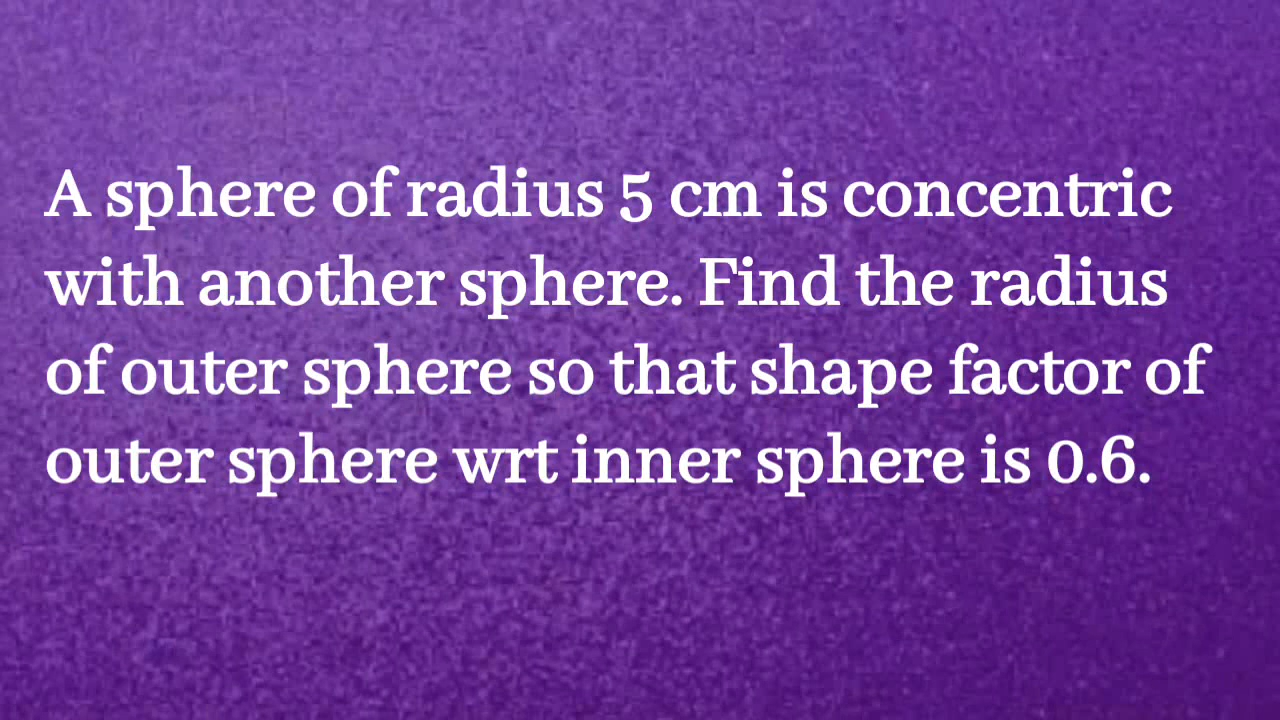 A sphere of radius 5 cm is concentric
with another sphere. Find the radius
of outer sphere so that shape factor of
outer sphere wrt inner sphere is 0.6.